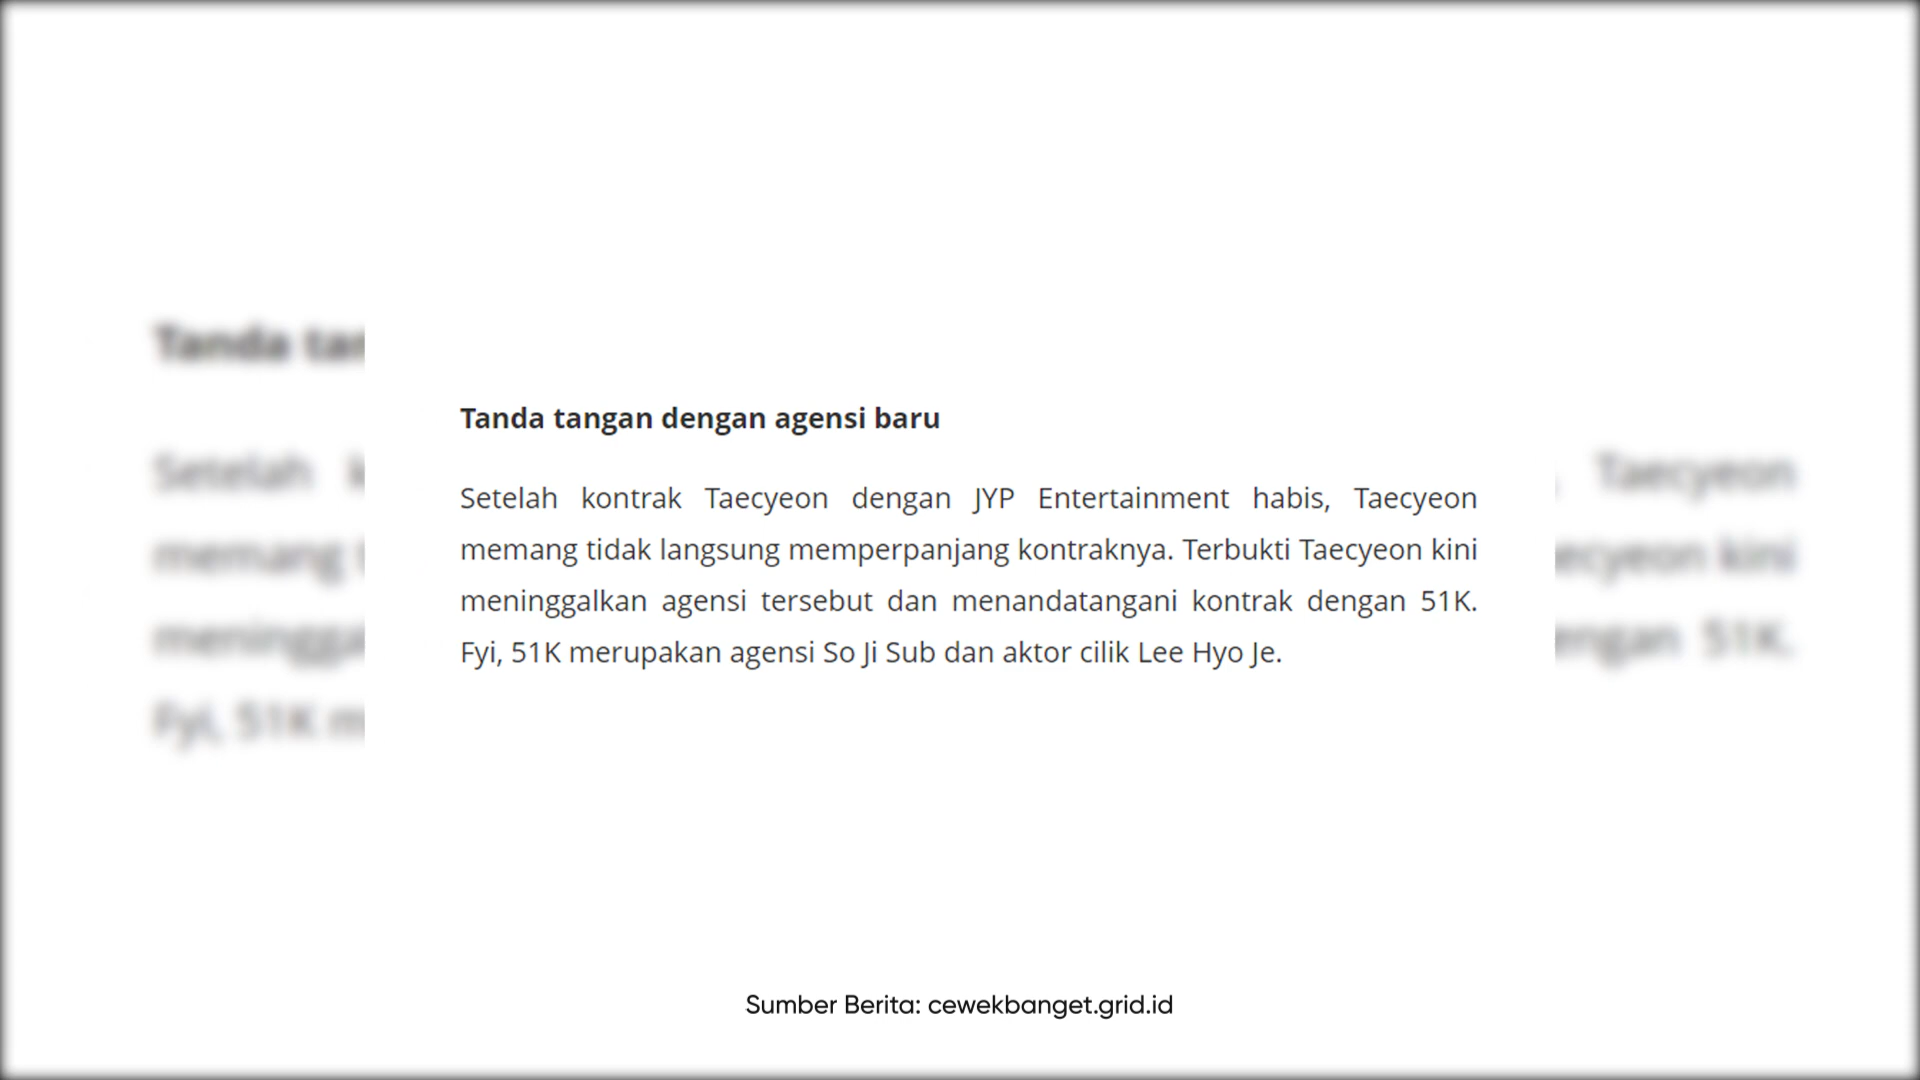 Tanda tangan dengan agensi baru
Setelah kontrak Taecyeon dengan JYP Entertainment habis, Taecyeon
memang tidak langsung memperpanjang kontraknya. Terbukti Taecyeon kini
meninggalkan agensi tersebut dan menandatangani kontrak dengan 51K.
Fyi, 51K merupakan agensi So Ji Sub dan aktor cilik Lee Hyo Je.
Sumber Berita: cewekbanget.grid.id